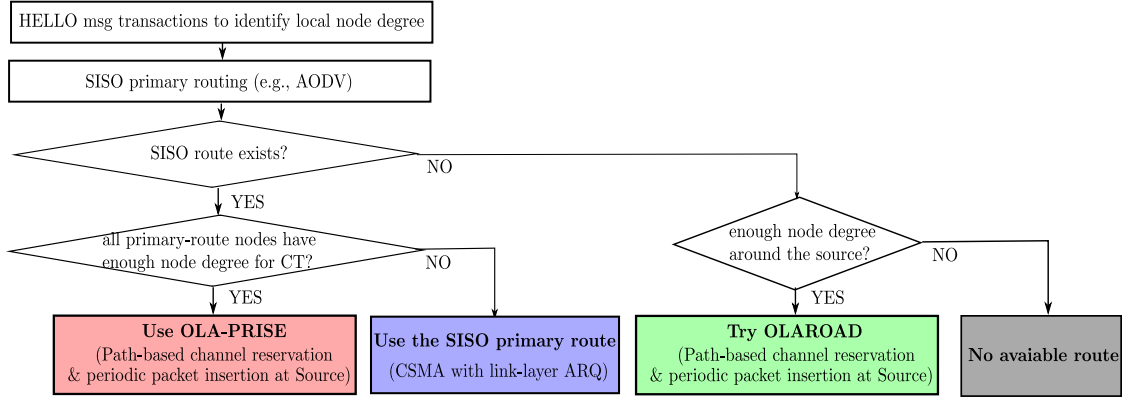 HELLO msg transactions to identify local node degree
SISO primary routing (e.g., AODV)
SISO route exists?
NO
YES
all primary-route nodes have
enough node degree for CT?
NO
YES
enough node degree
around the source?
NO
YES
Use OLA-PRISE
(Path-based channel reservation
& periodic packet insertion at Source)
Use the SISO primary route
(CSMA with link-layer ARQ)
Try OLAROAD
(Path-based channel reservation
& periodic packet insertion at Source)
No avaiable route